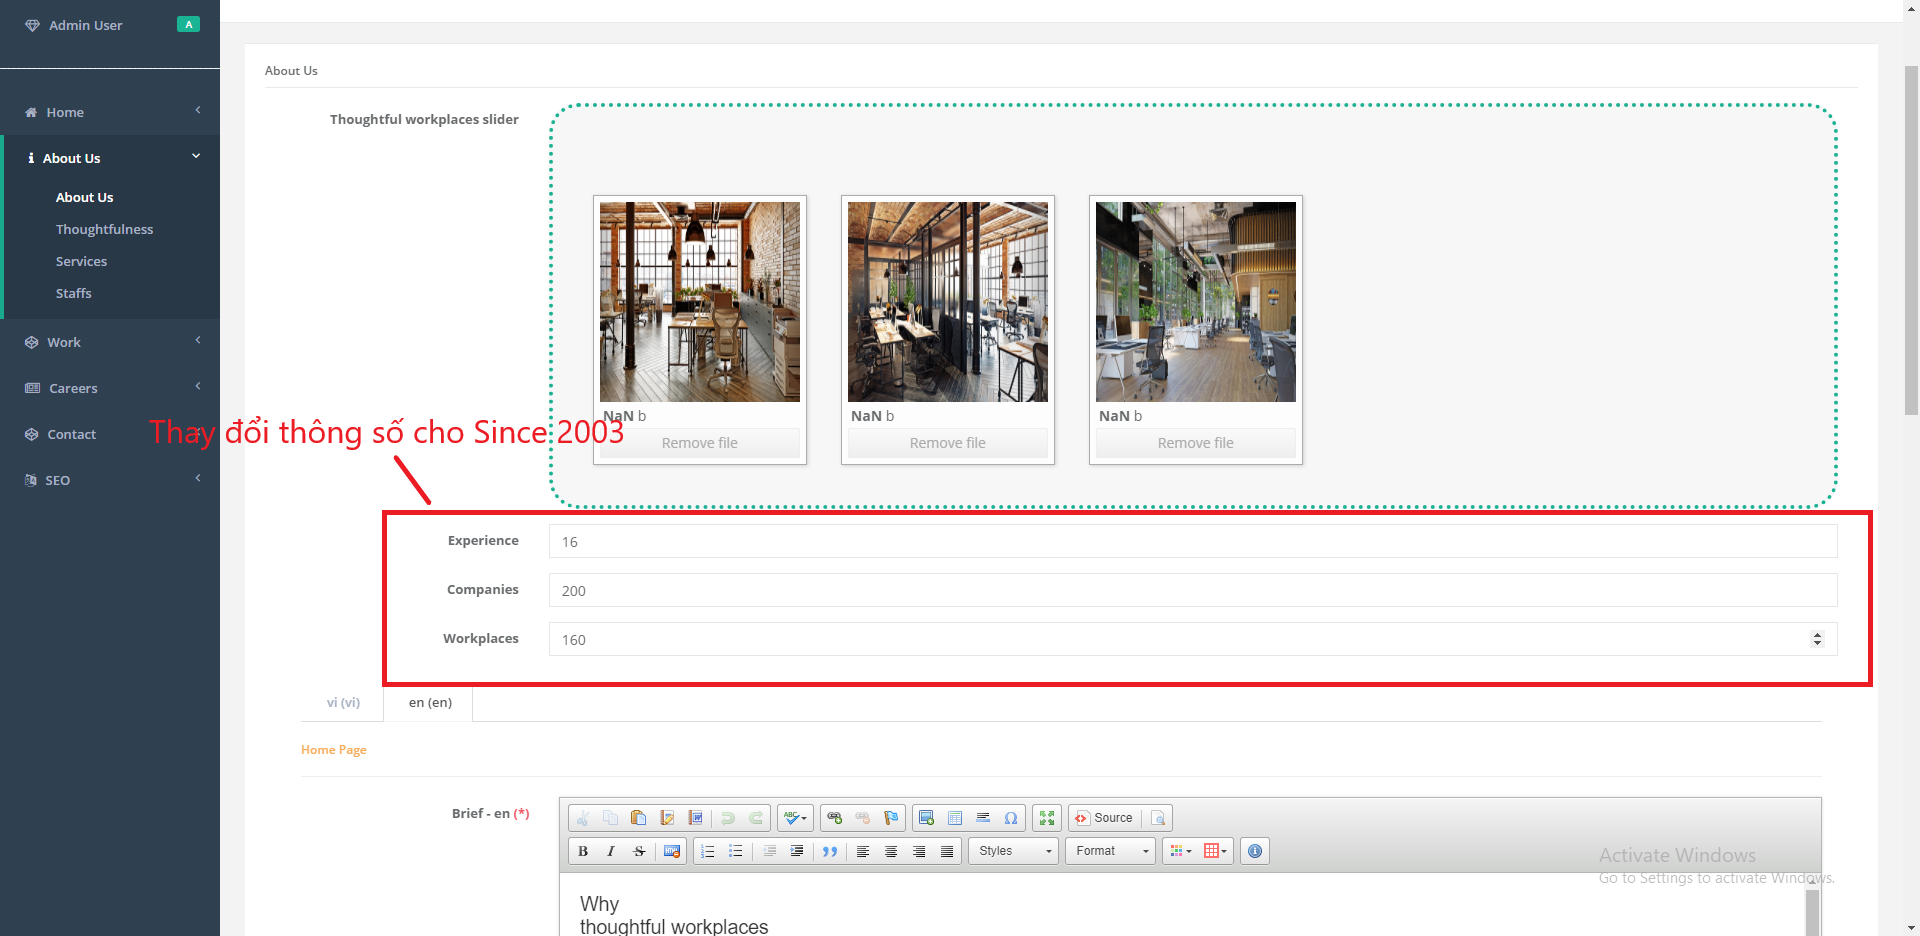 Admin User
A
Home
About Us
About Us
Thoughtfulness
Services
Staffs
Work
Careers
Contact
SEO
About Us
Thoughtful workplaces slider
NaN b
NaN b
NaN b
Remove file
Remove file
Remove file
Thay đổi thông số cho Since 2003
Experience
16
Companies
200
Workplaces
160
vi (vi)
en (en)
Home Page
Brief - en (*)
ABC
Source
B I S
HTML
Styles
Format
Why
thoughtful workplaces
Activate Windows
Go to Settings to activate Windows.